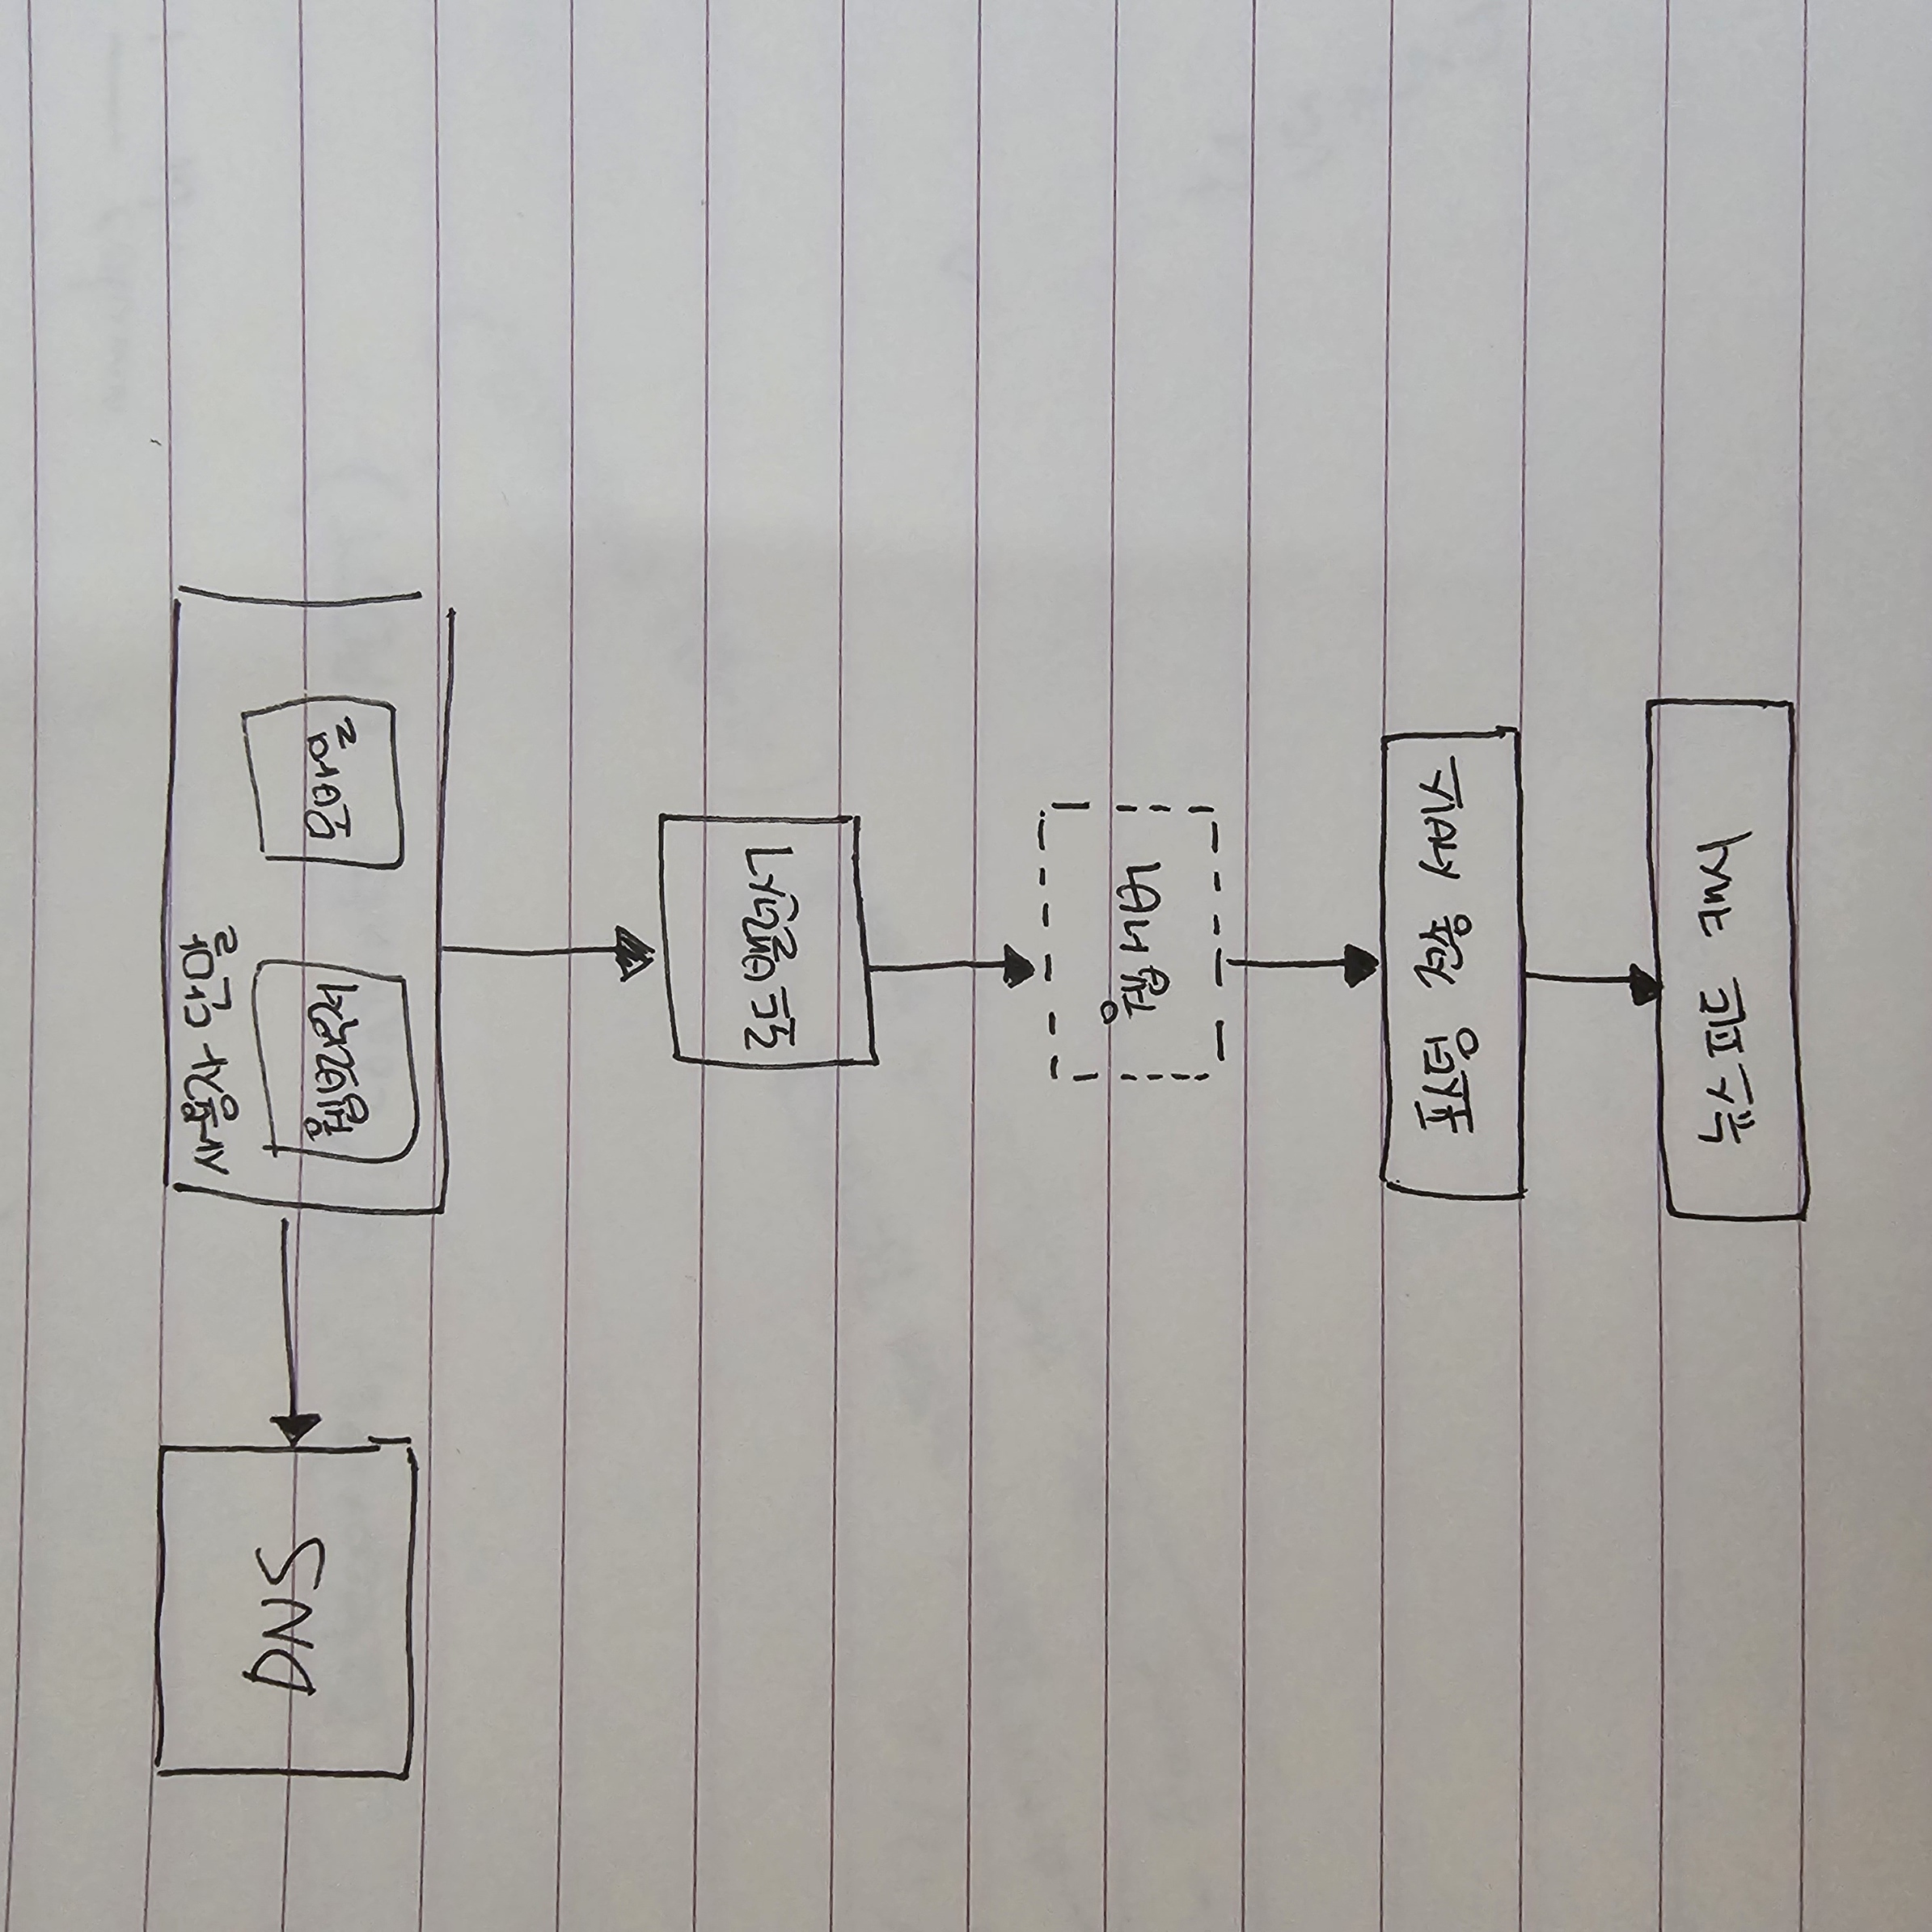 DNS
사용자 단말
웹브라우저
모바일
로드밸런서
웹서버
포스팅 전송 서비스
뉴스피드 캐시